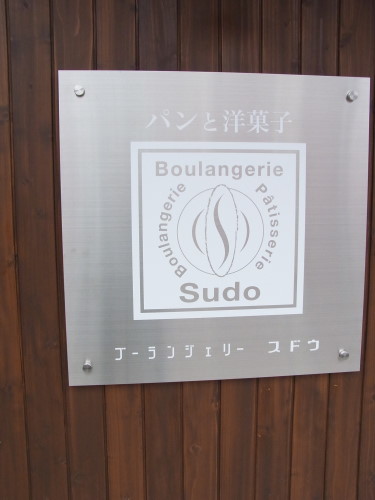 パンと洋菓子
Boulangerie
Boulangerie
Pâtisserie
Sudo
ブーランジェリー スドウ